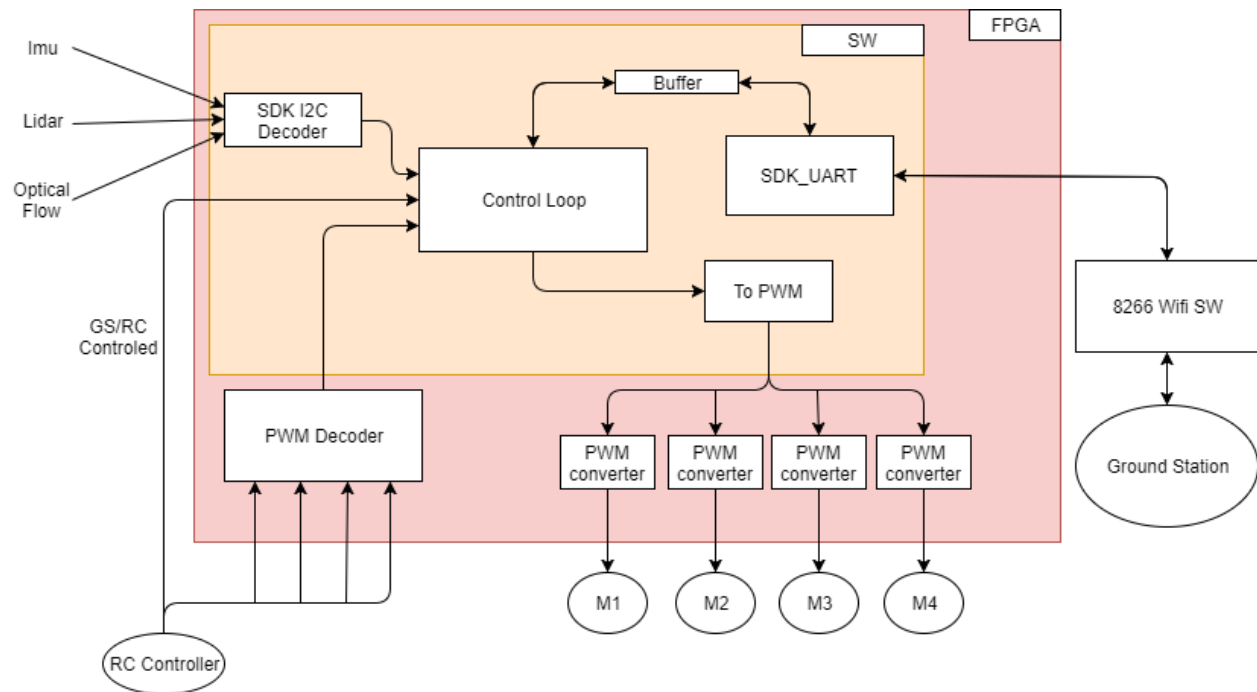 FPGA
SW
Imu
Buffer
SDK I2C
Decoder
Lidar
SDK_UART
Optical
Flow
Control Loop
To PWM
8266 Wifi SW
GS/RC
Controled
PWM Decoder
PWM
converter
PWM
converter
PWM
converter
PWM
converter
Ground Station
M1
M2
M3
M4
RC Controller